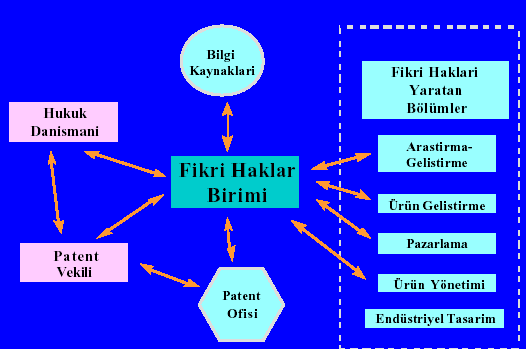 Bilgi
Kaynaklari
Fikri Haklari
Yaratan
Bölümler
Hukuk
Danismani
Arastirma-
Gelistirme
Fikri Haklar
Birimi
Ürün Gelistirme
Pazarlama
Patent
Vekili
Ürün Yönetimi
Patent
Ofisi
Endüstriyel Tasarim